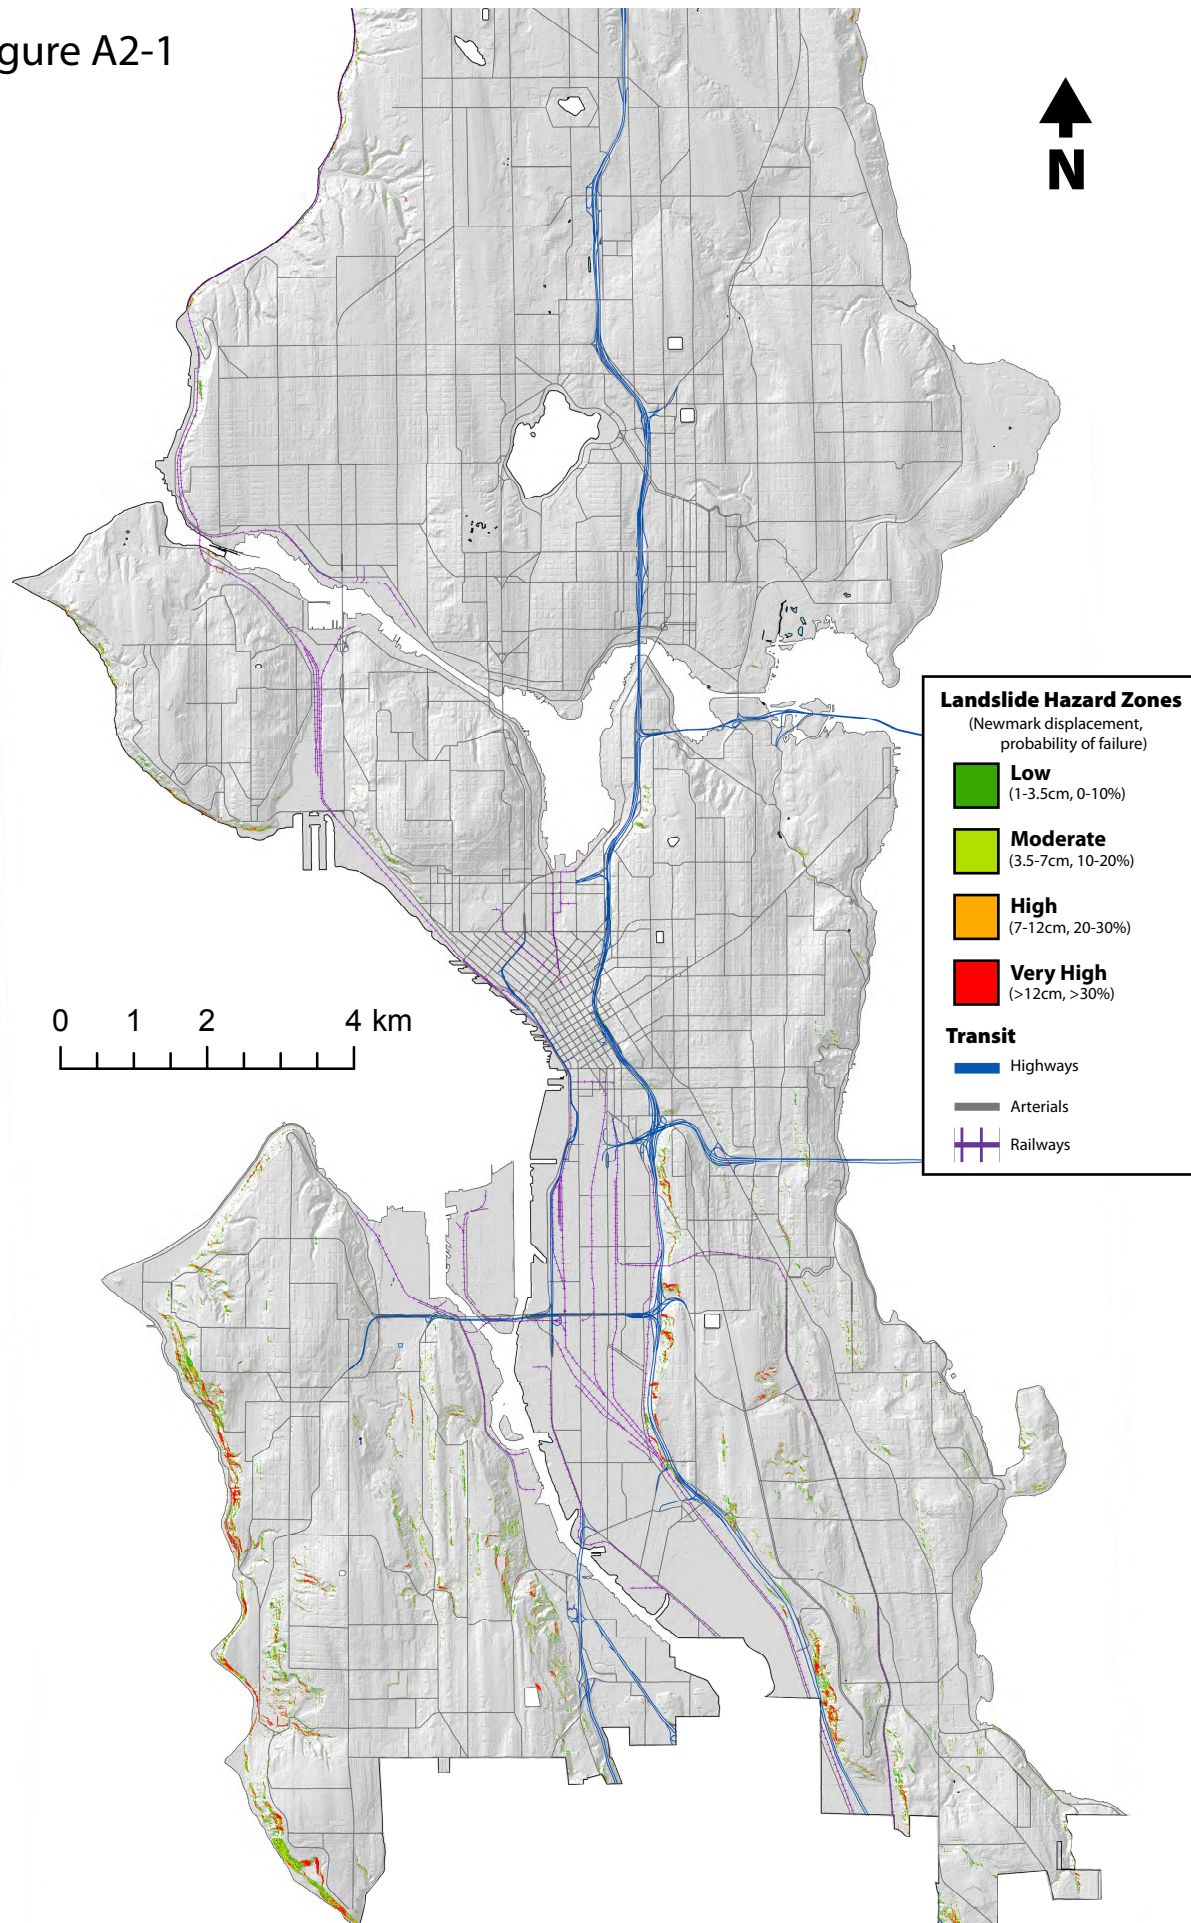 gure A2-1
N
Landslide Hazard Zones
(Newmark displacement,
probability of failure)
Low
(1-3.5cm, 0-10%)
Moderate
(3.5-7cm, 10-20%)
High
(7-12cm, 20-30%)
Very High
(>12cm, >30%)
Transit
Highways
Arterials
Railways
0 1 2 4 km